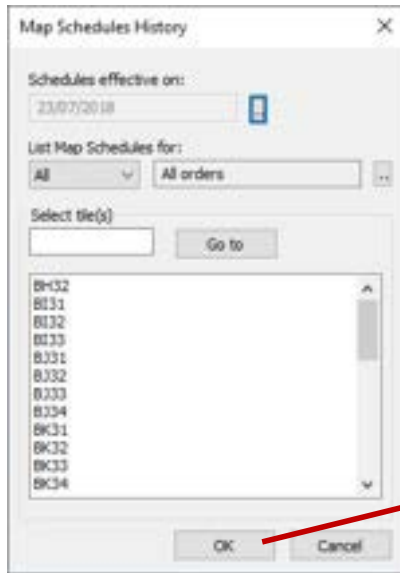 Map Schedules History
Schedules effective on:
23/07/2018
List Map Schedules for:
All All orders ..
Select tile(s)
Go to
BH32
BI31
BI32
BI33
BJ31
BJ32
BJ33
BJ34
BK31
BK32
BK33
BK34
OK Cancel